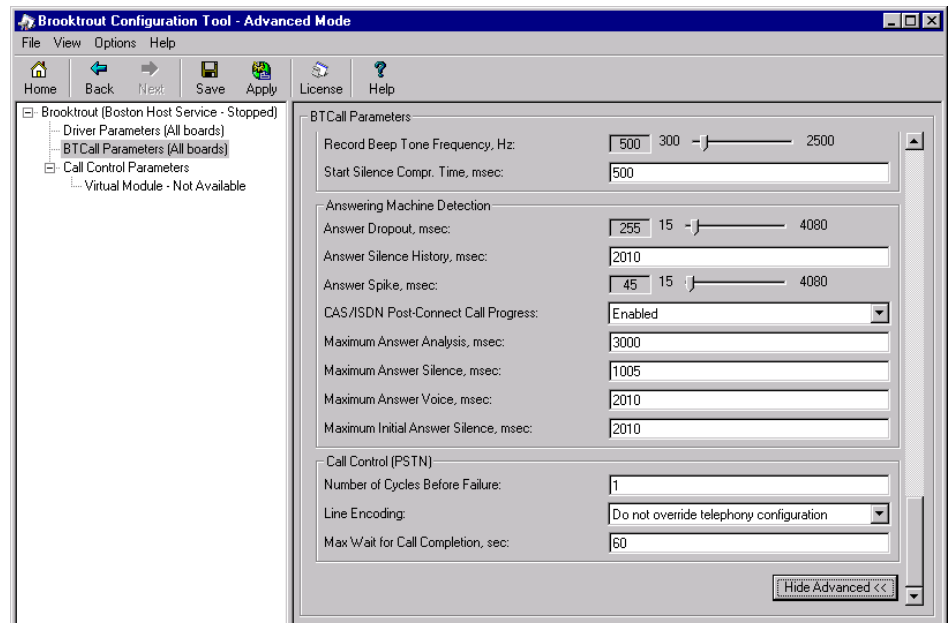 Brooktrout Configuration Tool - Advanced Mode
File View Options Help
Home Back Next Save Apply License Help
Brooktrout (Boston Host Service - Stopped)
Driver Parameters (All boards)
BTCall Parameters (All boards)
Call Control Parameters
Virtual Module - Not Available
BTCall Parameters
Record Beep Tone Frequency, Hz: 500 300 2500
Start Silence Compr. Time, msec: 500
Answering Machine Detection
Answer Dropout, msec: 255 15 4080
Answer Silence History, msec: 2010
Answer Spike, msec: 45 15 4080
CAS/ISDN Post-Connect Call Progress: Enabled
Maximum Answer Analysis, msec: 3000
Maximum Answer Silence, msec: 1005
Maximum Answer Voice, msec: 2010
Maximum Initial Answer Silence, msec: 2010
Call Control (PSTN)
Number of Cycles Before Failure: 1
Line Encoding: Do not override telephony configuration
Max Wait for Call Completion, sec: 60
Hide Advanced <<